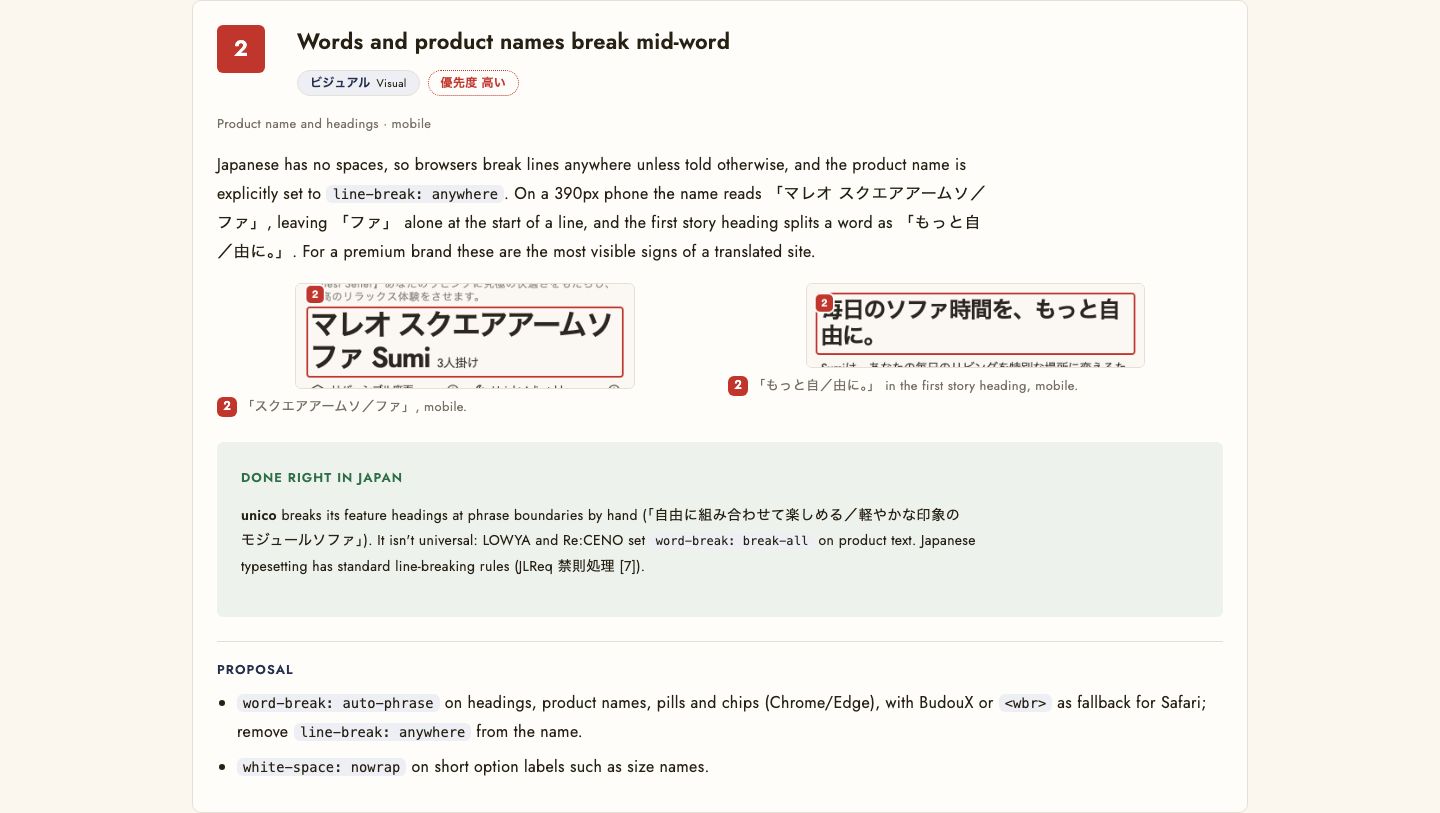 2
Words and product names break mid-word
ビジュアル Visual
優先度 高い
Product name and headings · mobile
Japanese has no spaces, so browsers break lines anywhere unless told otherwise, and the product name is
explicitly set to line-break: anywhere. On a 390px phone the name reads 「マレオ スクエアアームソ／
ファ」, leaving 「ファ」 alone at the start of a line, and the first story heading splits a word as 「もっと自
／由に。」. For a premium brand these are the most visible signs of a translated site.
高のリラックス体験をさせます。
2
マレオ スクエアアームソ
ファ Sumi 3人掛け
2 「スクエアアームソ／ファ」, mobile.
2
毎日のソファ時間を、もっと自
由に。
2 「もっと自／由に。」 in the first story heading, mobile.
DONE RIGHT IN JAPAN
unico breaks its feature headings at phrase boundaries by hand (「自由に組み合わせて楽しめる／軽やかな印象の
モジュールソファ」). It isn't universal: LOWYA and Re:CENO set word-break: break-all on product text. Japanese
typesetting has standard line-breaking rules (JLReq 禁則処理 [7]).
PROPOSAL
• word-break: auto-phrase on headings, product names, pills and chips (Chrome/Edge), with BudouX or <wbr> as fallback for Safari;
remove line-break: anywhere from the name.
• white-space: nowrap on short option labels such as size names.